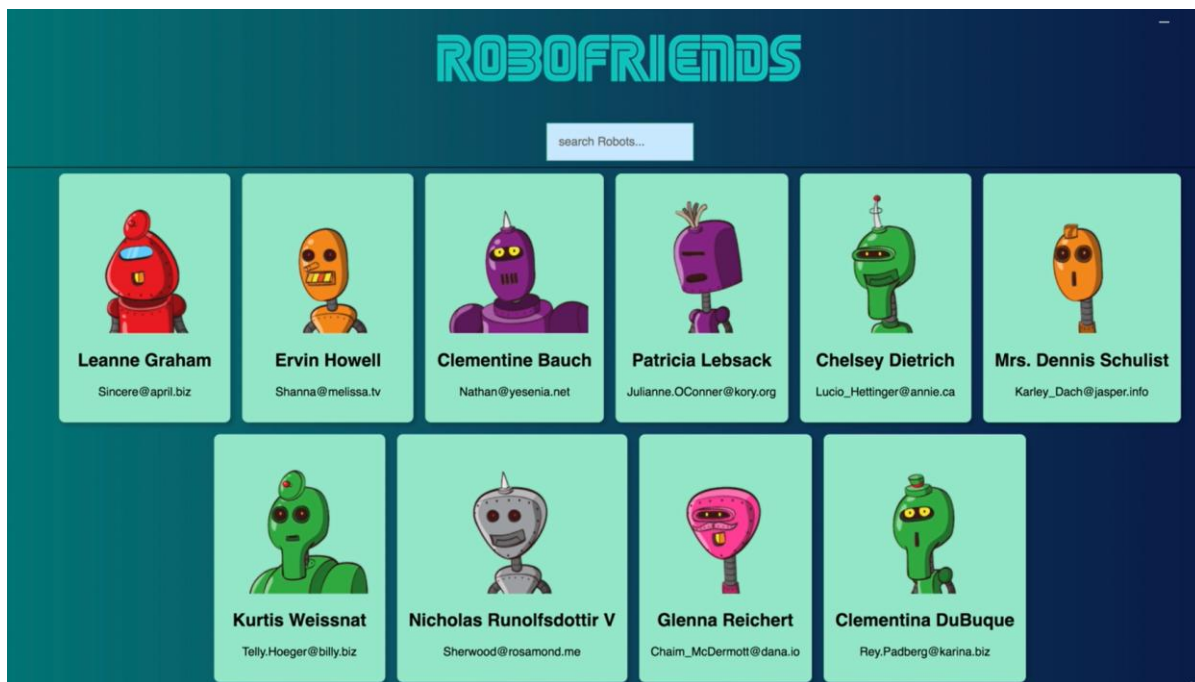 ROBOFRIENDS
search Robots...
Leanne Graham
Sincere@april.biz
Ervin Howell
Shanna@melissa.tv
Clementine Bauch
Nathan@yesenia.net
Patricia Lebsack
Julianne.OConner@kory.org
Chelsey Dietrich
Lucio_Hettinger@annie.ca
Mrs. Dennis Schulist
Karley_Dach@jasper.info
Kurtis Weissnat
Telly.Hoeger@billy.biz
Nicholas Runolfsdottir V
Sherwood@rosamond.me
Glenna Reichert
Chaim_McDermott@dana.io
Clementina DuBuque
Rey.Padberg@karina.biz